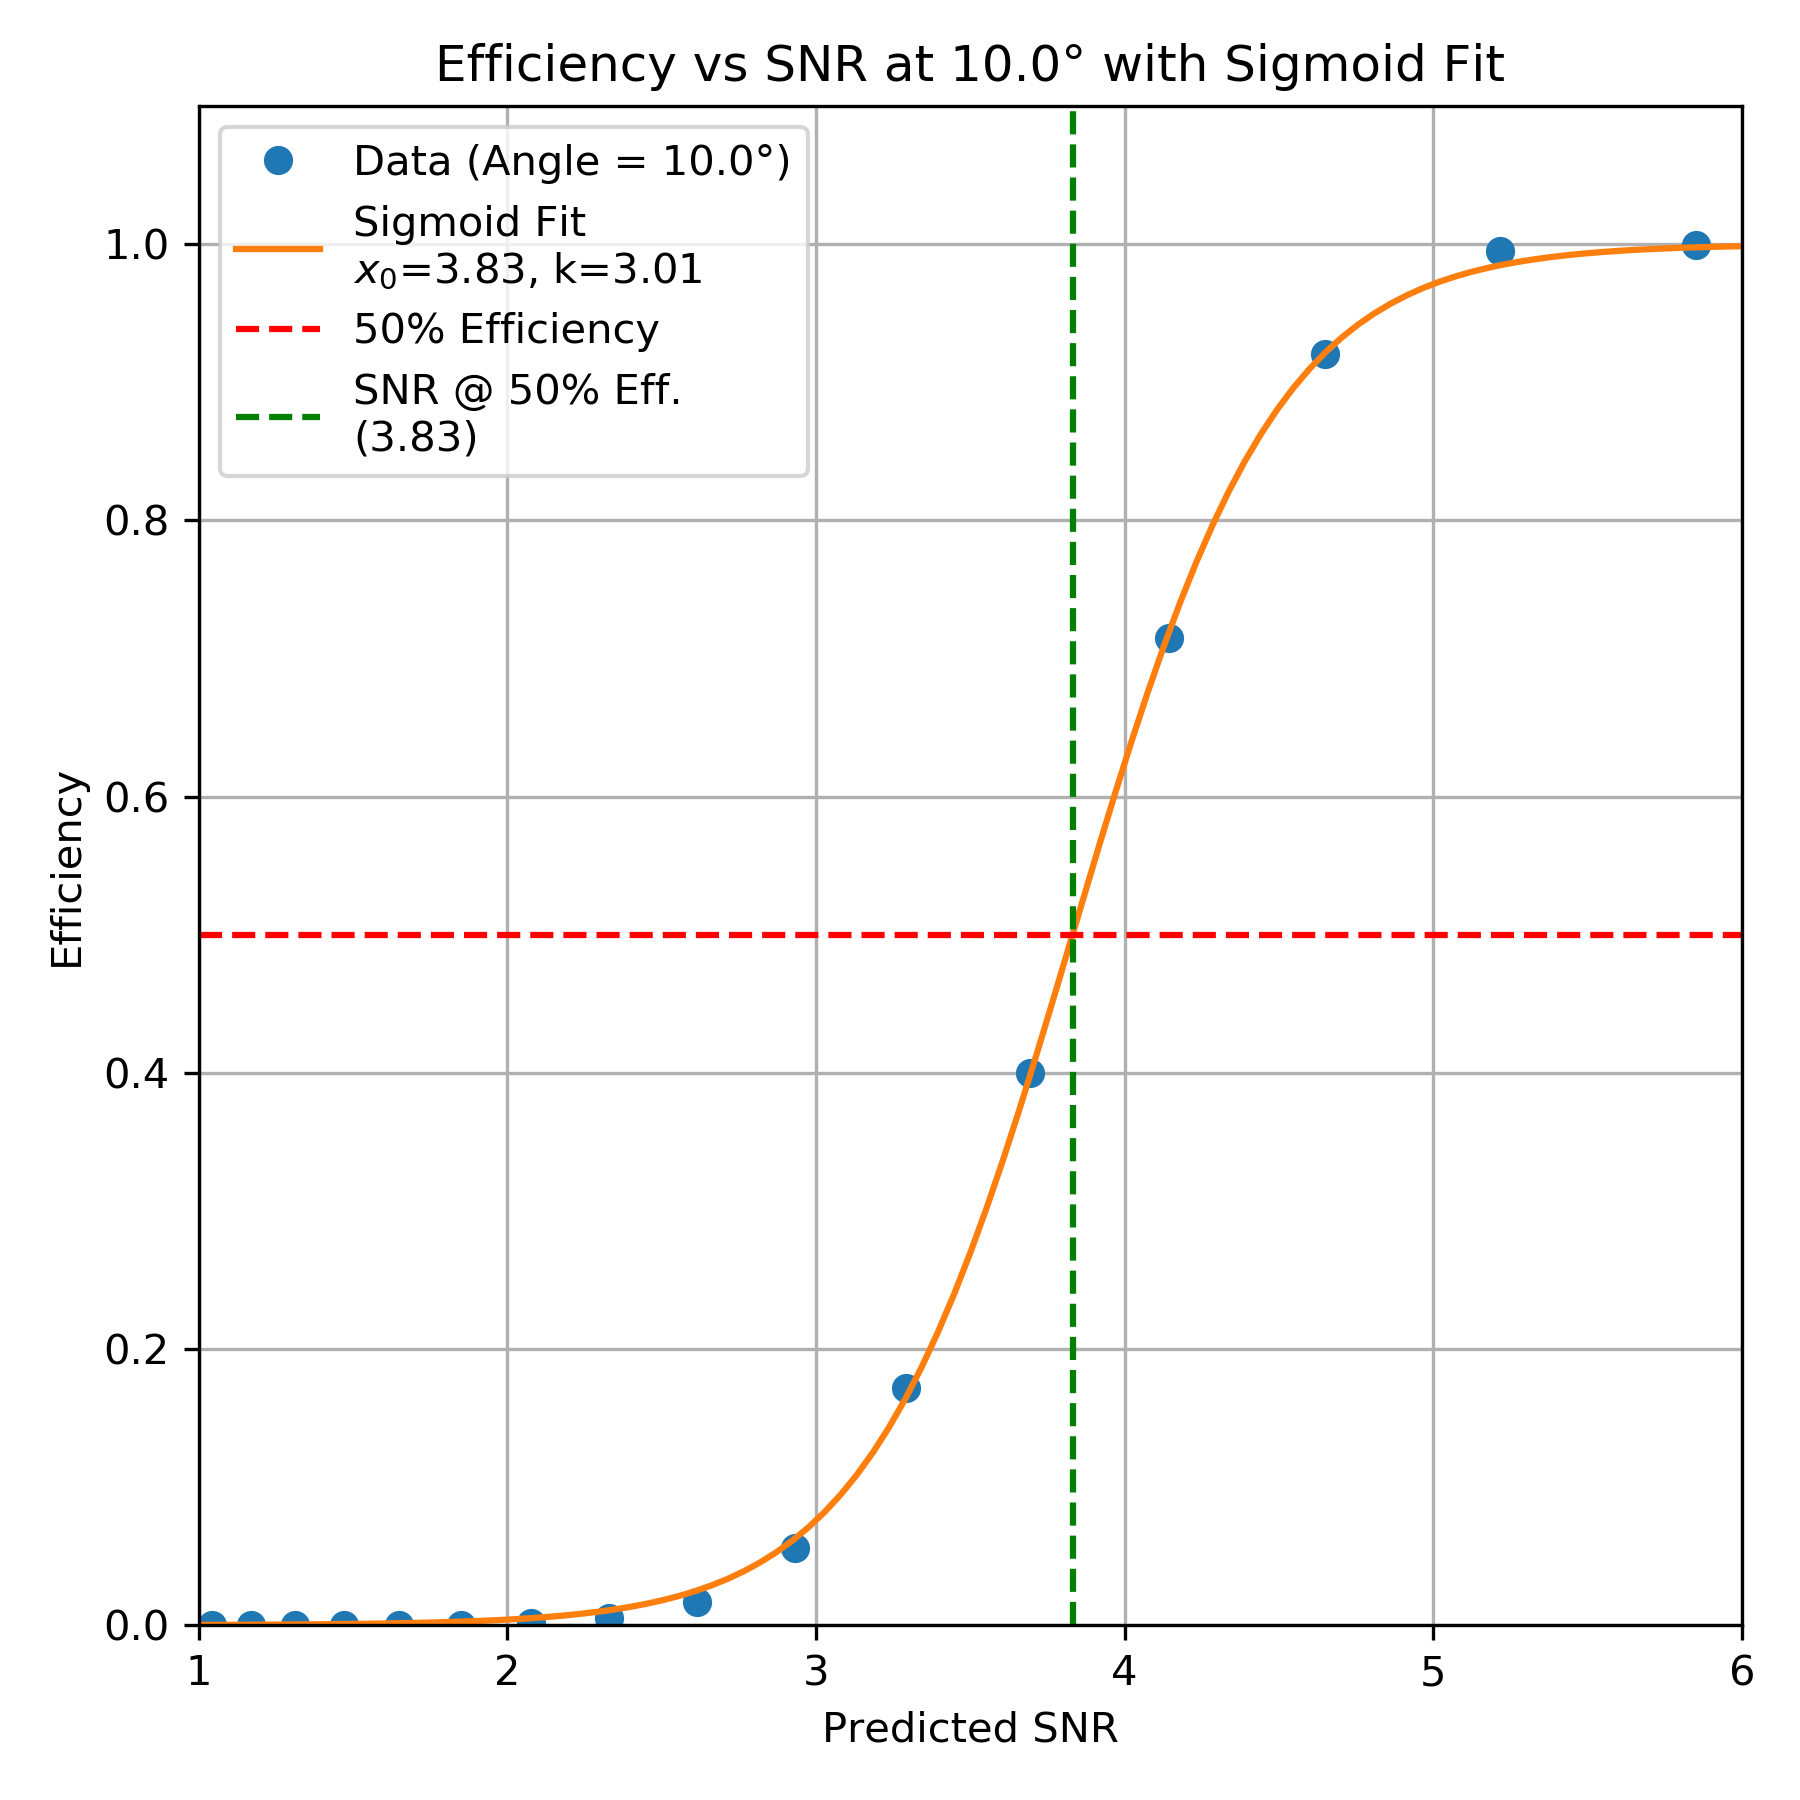 Efficiency vs SNR at 10.0° with Sigmoid Fit
Data (Angle = 10.0°)
Sigmoid Fit
x₀=3.83, k=3.01
50% Efficiency
SNR @ 50% Eff.
(3.83)
1.0
0.8
0.6
0.4
0.2
0.0
Efficiency
1 2 3 4 5 6
Predicted SNR